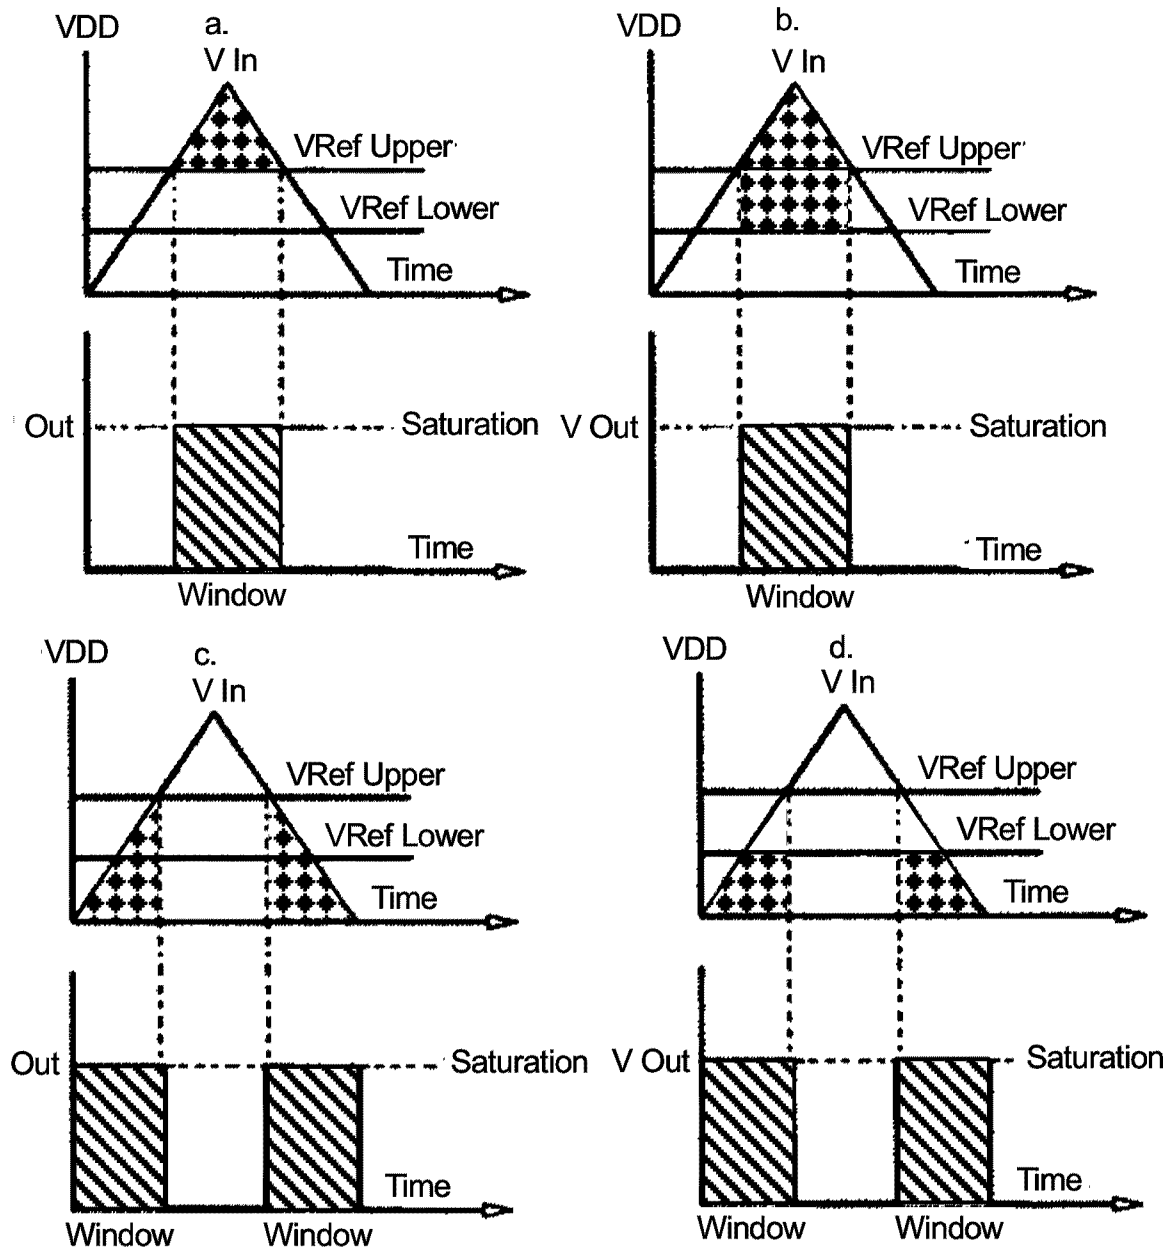 a.
VDD
V In
VRef Upper
VRef Lower
Time
Out
Saturation
Time
Window
b.
VDD
V In
VRef Upper
VRef Lower
Time
V Out
Saturation
Time
Window
c.
VDD
V In
VRef Upper
VRef Lower
Time
Out
Saturation
Time
Window
Window
d.
VDD
V In
VRef Upper
VRef Lower
Time
V Out
Saturation
Time
Window
Window